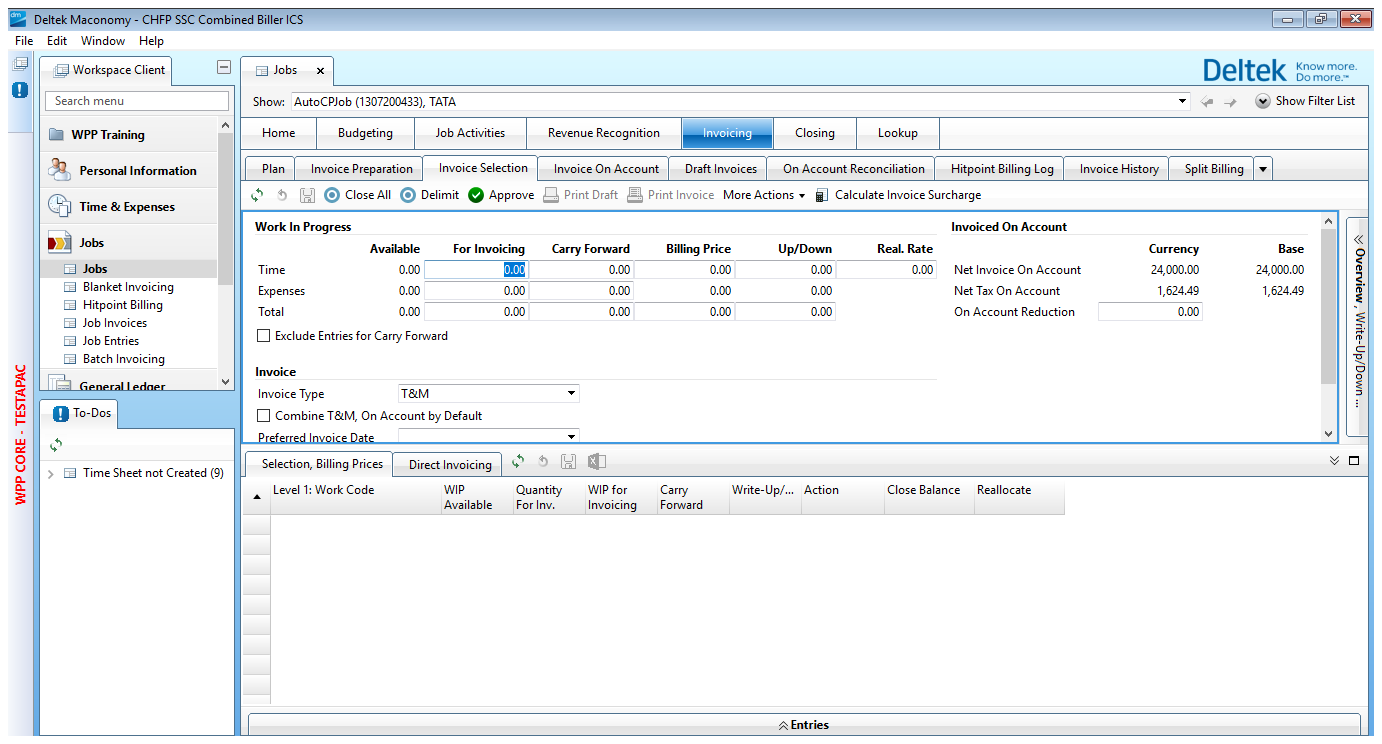 Deltek Maconomy - CHFP SSC Combined Biller ICS
File Edit Window Help
Workspace Client
Search menu
WPP Training
Personal Information
Time & Expenses
Jobs
Jobs
Blanket Invoicing
Hitpoint Billing
Job Invoices
Job Entries
Batch Invoicing
General Ledger
WPP CORE - TESTAPAC
To-Dos
Time Sheet not Created (9)
Jobs
Deltek Know more. Do more.™
Show: AutoCPJob (1307200433), TATA
Show Filter List
Home Budgeting Job Activities Revenue Recognition Invoicing Closing Lookup
Plan Invoice Preparation Invoice Selection Invoice On Account Draft Invoices On Account Reconciliation Hitpoint Billing Log Invoice History Split Billing
Close All Delimit Approve Print Draft Print Invoice More Actions Calculate Invoice Surcharge
Work In Progress
Available For Invoicing Carry Forward Billing Price Up/Down Real. Rate
Time 0.00 0.00 0.00 0.00 0.00 0.00
Expenses 0.00 0.00 0.00 0.00 0.00
Total 0.00 0.00 0.00 0.00 0.00
Exclude Entries for Carry Forward
Invoice
Invoice Type T&M
Combine T&M, On Account by Default
Preferred Invoice Date
Invoiced On Account
Currency Base
Net Invoice On Account 24,000.00 24,000.00
Net Tax On Account 1,624.49 1,624.49
On Account Reduction 0.00
Overview , Write-Up/Down ...
Selection, Billing Prices Direct Invoicing
Level 1: Work Code WIP Available Quantity For Inv. WIP for Invoicing Carry Forward Write-Up/... Action Close Balance Reallocate
Entries